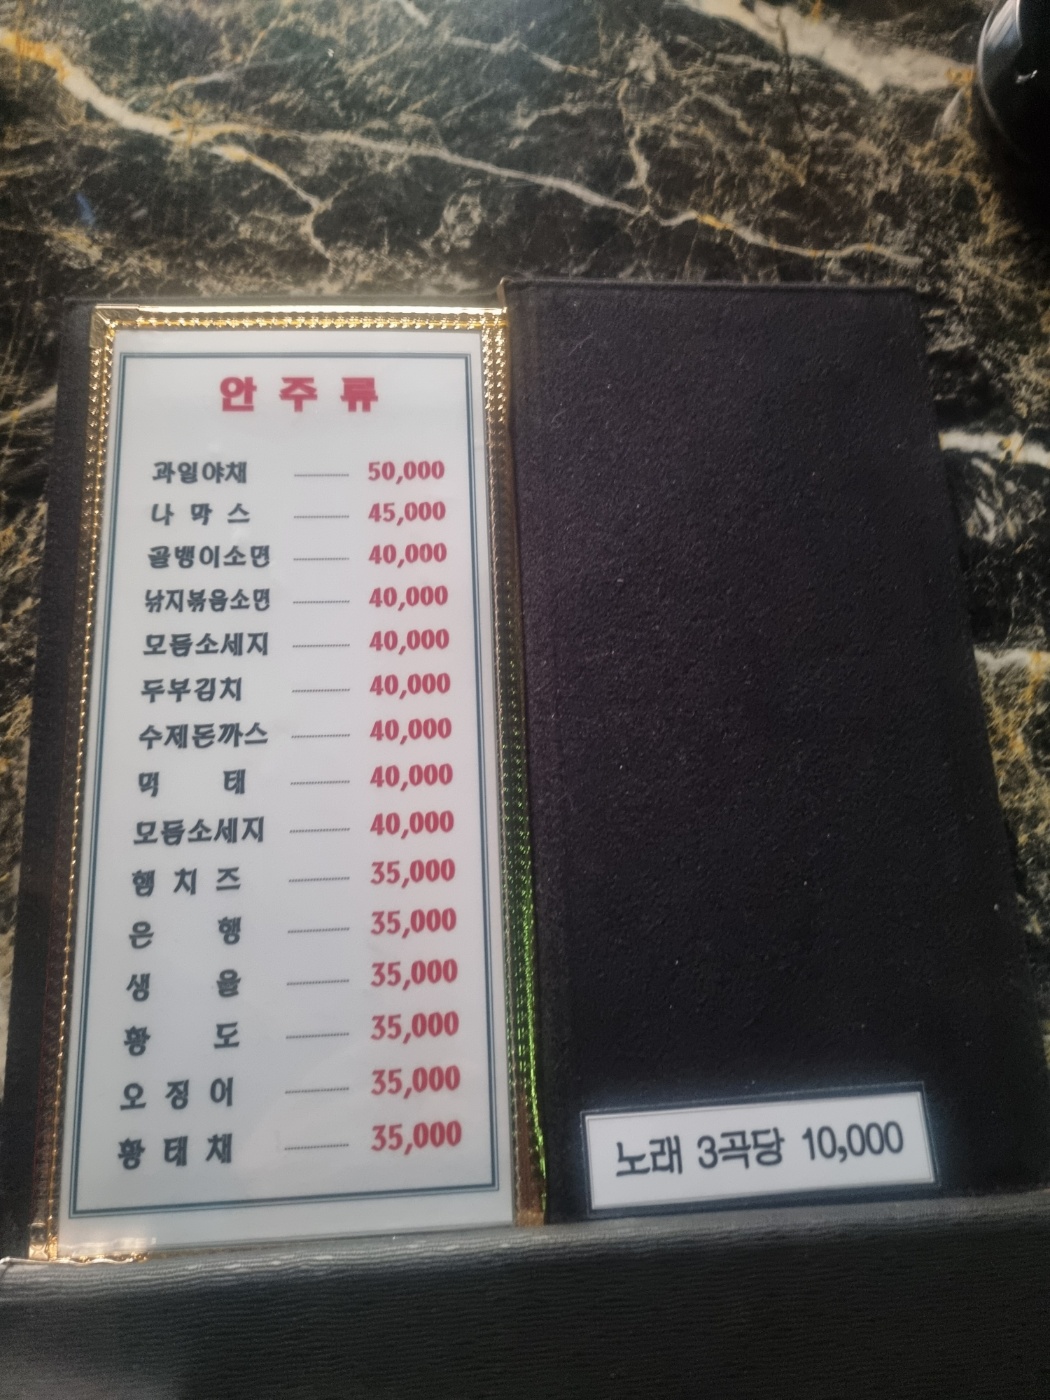 안주류
과일야채 50,000
나막스 45,000
골뱅이소면 40,000
낚지볶음소면 40,000
모듬소세지 40,000
두부김치 40,000
수제돈까스 40,000
먹태 40,000
모듬소세지 40,000
햄치즈 35,000
은행 35,000
생율 35,000
황도 35,000
오징어 35,000
황태채 35,000
노래 3곡당 10,000